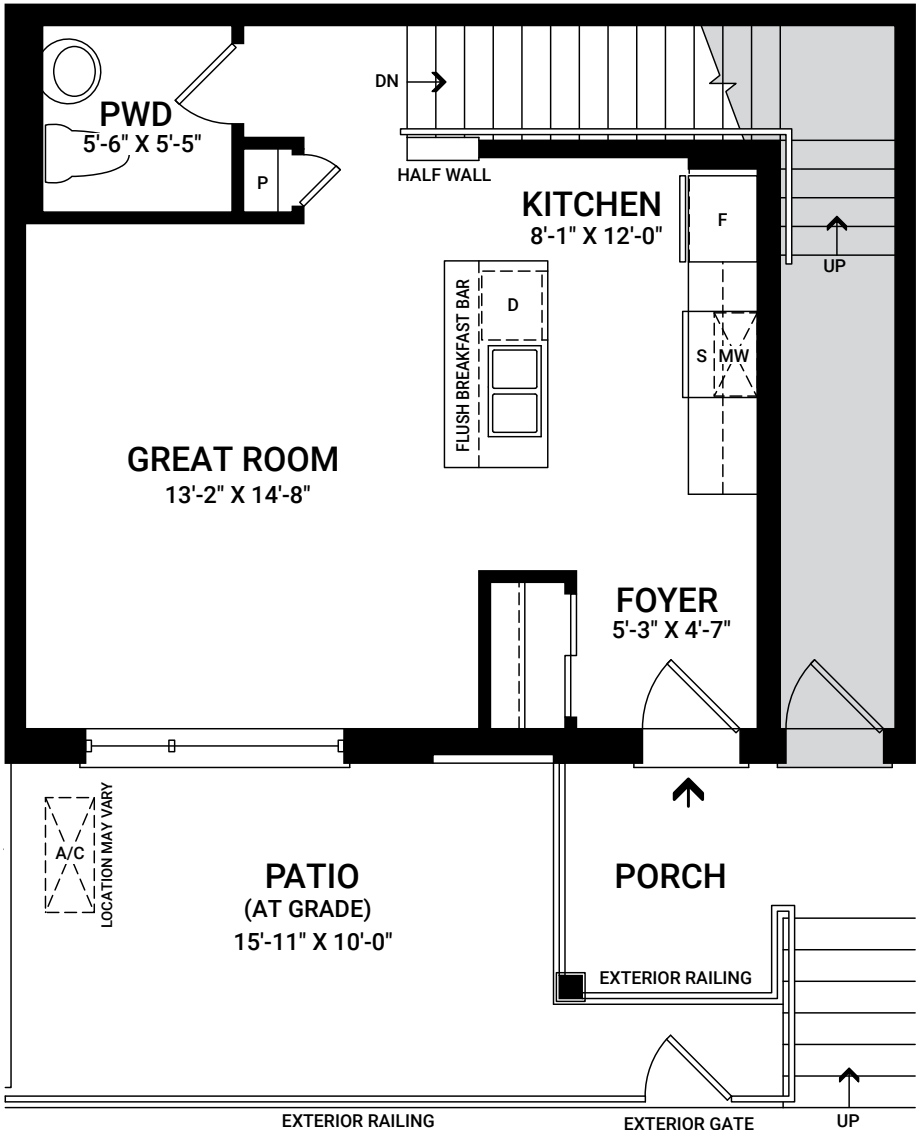 DN
PWD
5'-6" X 5'-5"
P
HALF WALL
KITCHEN
8'-1" X 12'-0"
F
UP
D
FLUSH BREAKFAST BAR
S MW
GREAT ROOM
13'-2" X 14'-8"
FOYER
5'-3" X 4'-7"
A/C
LOCATION MAY VARY
PATIO
(AT GRADE)
15'-11" X 10'-0"
PORCH
EXTERIOR RAILING
EXTERIOR RAILING
EXTERIOR GATE
UP